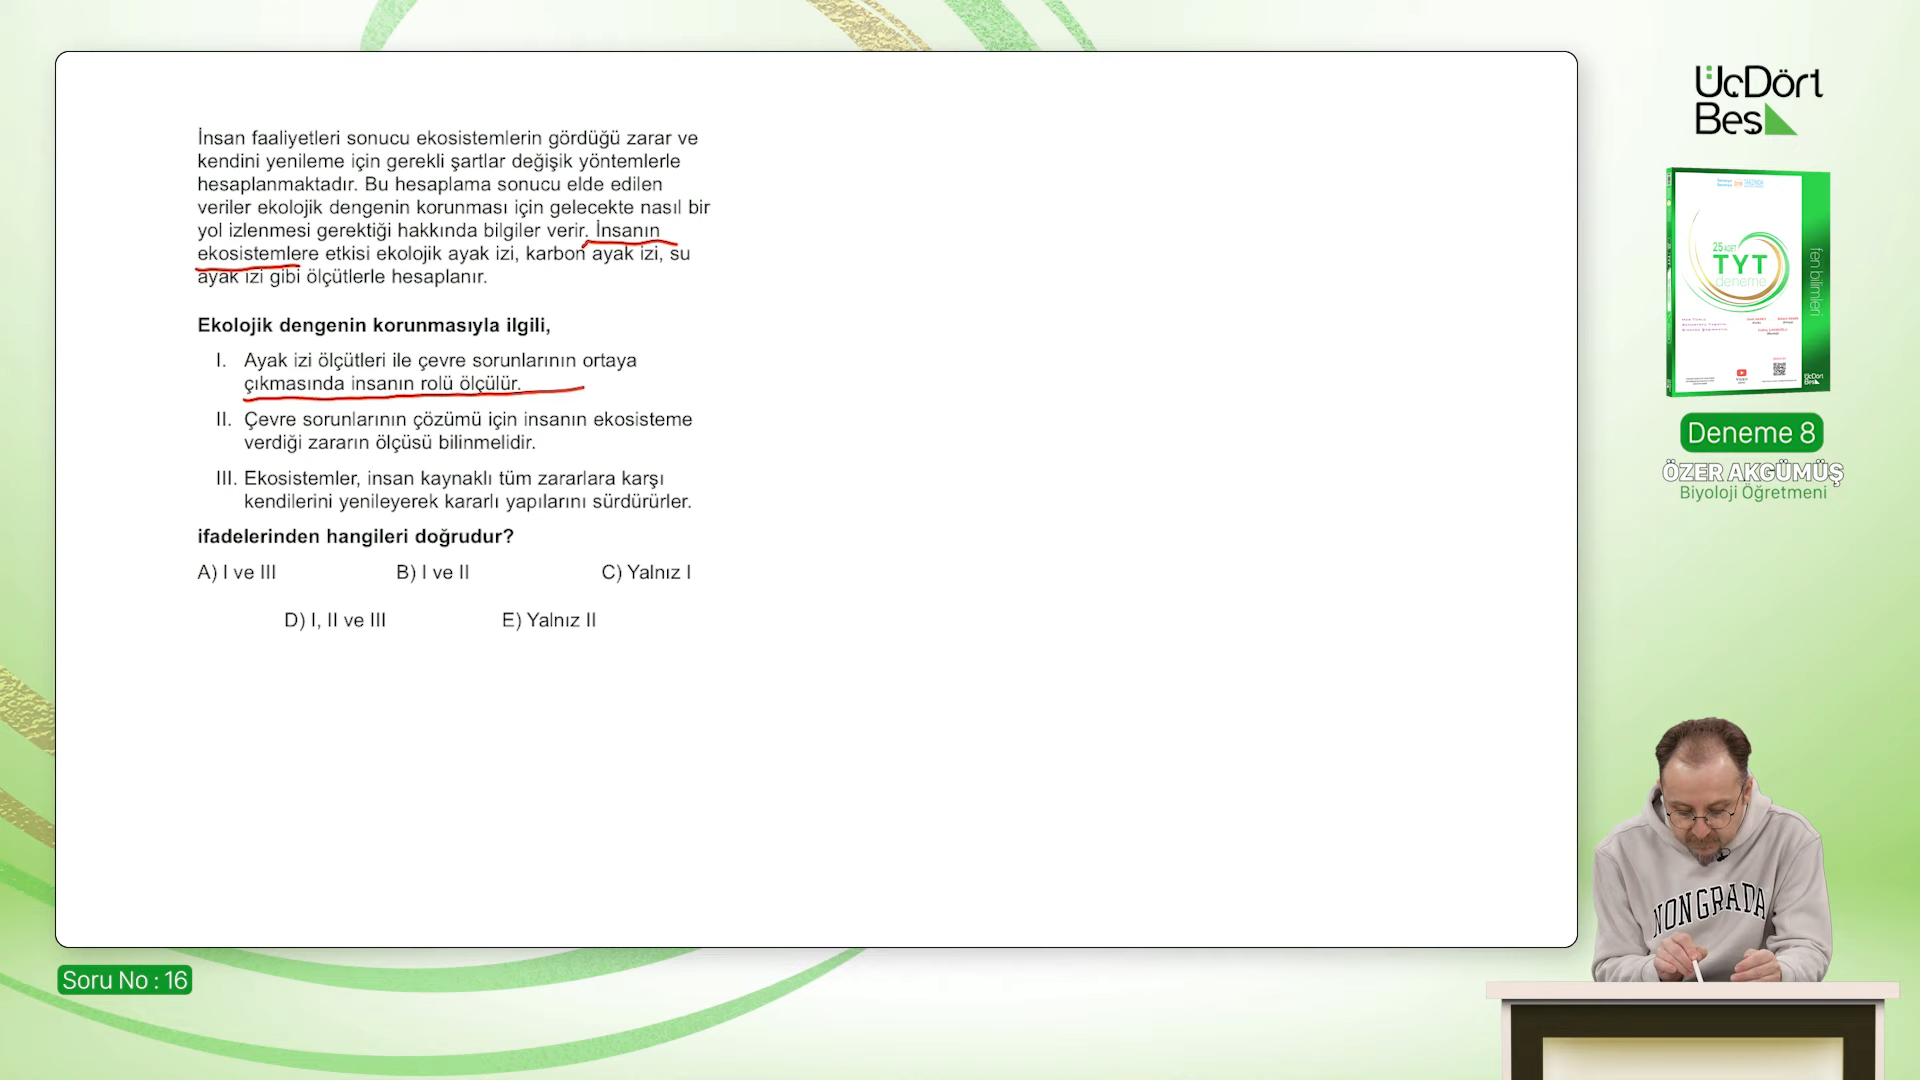 İnsan faaliyetleri sonucu ekosistemlerin gördüğü zarar ve
kendini yenileme için gerekli şartlar değişik yöntemlerle
hesaplanmaktadır. Bu hesaplama sonucu elde edilen
veriler ekolojik dengenin korunması için gelecekte nasıl bir
yol izlenmesi gerektiği hakkında bilgiler verir. İnsanın
ekosistemlere etkisi ekolojik ayak izi, karbon ayak izi, su
ayak izi gibi ölçütlerle hesaplanır.
Ekolojik dengenin korunmasıyla ilgili,
I. Ayak izi ölçütleri ile çevre sorunlarının ortaya
çıkmasında insanın rolü ölçülür.
II. Çevre sorunlarının çözümü için insanın ekosisteme
verdiği zararın ölçüsü bilinmelidir.
III. Ekosistemler, insan kaynaklı tüm zararlara karşı
kendilerini yenileyerek kararlı yapılarını sürdürürler.
ifadelerinden hangileri doğrudur?
A) I ve III B) I ve II C) Yalnız I
D) I, II ve III E) Yalnız II
Soru No : 16
ÜçDört
Beş
25 ADET
TYT
deneme
fen bilimleri
ÜçDört
Beş
Deneme 8
ÖZER AKGÜMÜŞ
Biyoloji Öğretmeni
NONGRADA